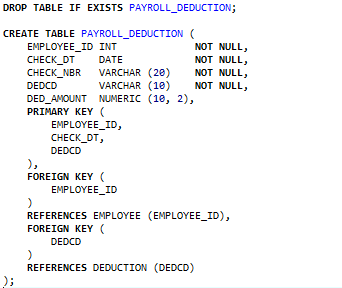 DROP TABLE IF EXISTS PAYROLL_DEDUCTION;
CREATE TABLE PAYROLL_DEDUCTION (
EMPLOYEE_ID INT NOT NULL,
CHECK_DT DATE NOT NULL,
CHECK_NBR VARCHAR (20) NOT NULL,
DEDCD VARCHAR (10) NOT NULL,
DED_AMOUNT NUMERIC (10, 2),
PRIMARY KEY (
EMPLOYEE_ID,
CHECK_DT,
DEDCD
),
FOREIGN KEY (
EMPLOYEE_ID
)
REFERENCES EMPLOYEE (EMPLOYEE_ID),
FOREIGN KEY (
DEDCD
)
REFERENCES DEDUCTION (DEDCD)
);